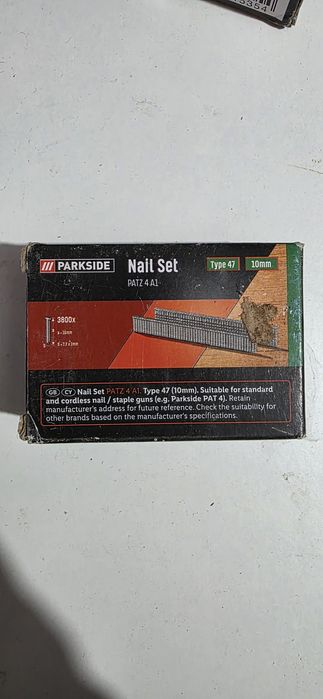 /// PARKSIDE
Nail Set
PATZ 4 A1
Type 47
10mm
3800x
GB CY Nail Set PATZ 4 A1. Type 47 (10mm). Suitable for standard
and cordless nail / staple guns (e.g. Parkside PAT 4). Retain
manufacturer's address for future reference. Check the suitability for
other brands based on the manufacturer's specifications.